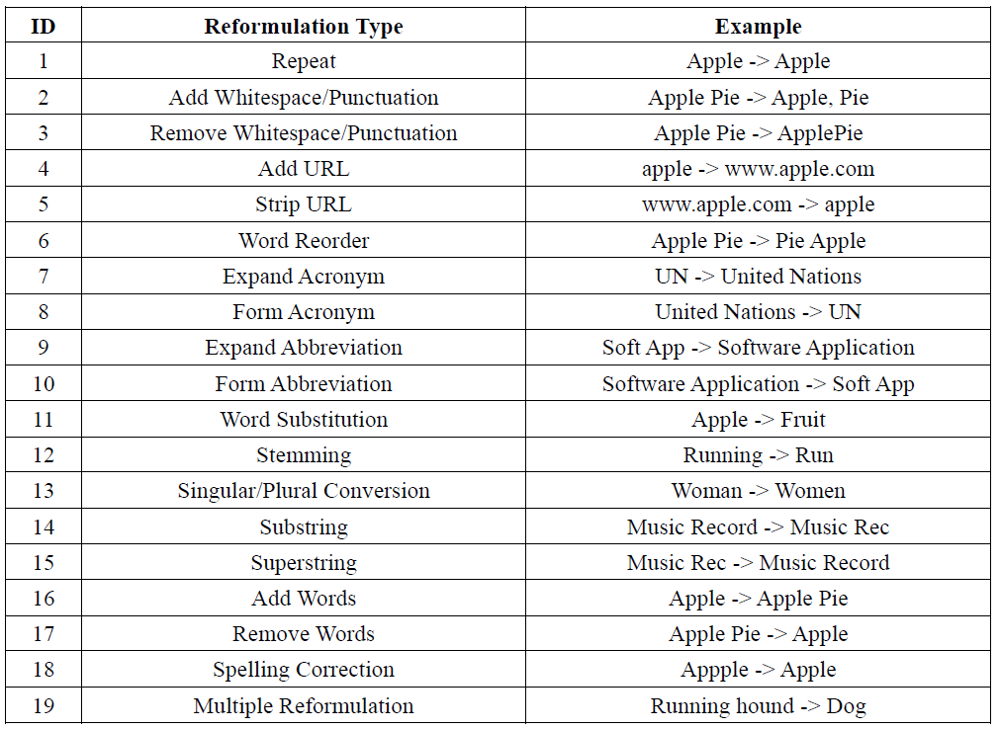 ID Reformulation Type Example
1 Repeat Apple -> Apple
2 Add Whitespace/Punctuation Apple Pie -> Apple, Pie
3 Remove Whitespace/Punctuation Apple Pie -> ApplePie
4 Add URL apple -> www.apple.com
5 Strip URL www.apple.com -> apple
6 Word Reorder Apple Pie -> Pie Apple
7 Expand Acronym UN -> United Nations
8 Form Acronym United Nations -> UN
9 Expand Abbreviation Soft App -> Software Application
10 Form Abbreviation Software Application -> Soft App
11 Word Substitution Apple -> Fruit
12 Stemming Running -> Run
13 Singular/Plural Conversion Woman -> Women
14 Substring Music Record -> Music Rec
15 Superstring Music Rec -> Music Record
16 Add Words Apple -> Apple Pie
17 Remove Words Apple Pie -> Apple
18 Spelling Correction Appple -> Apple
19 Multiple Reformulation Running hound -> Dog